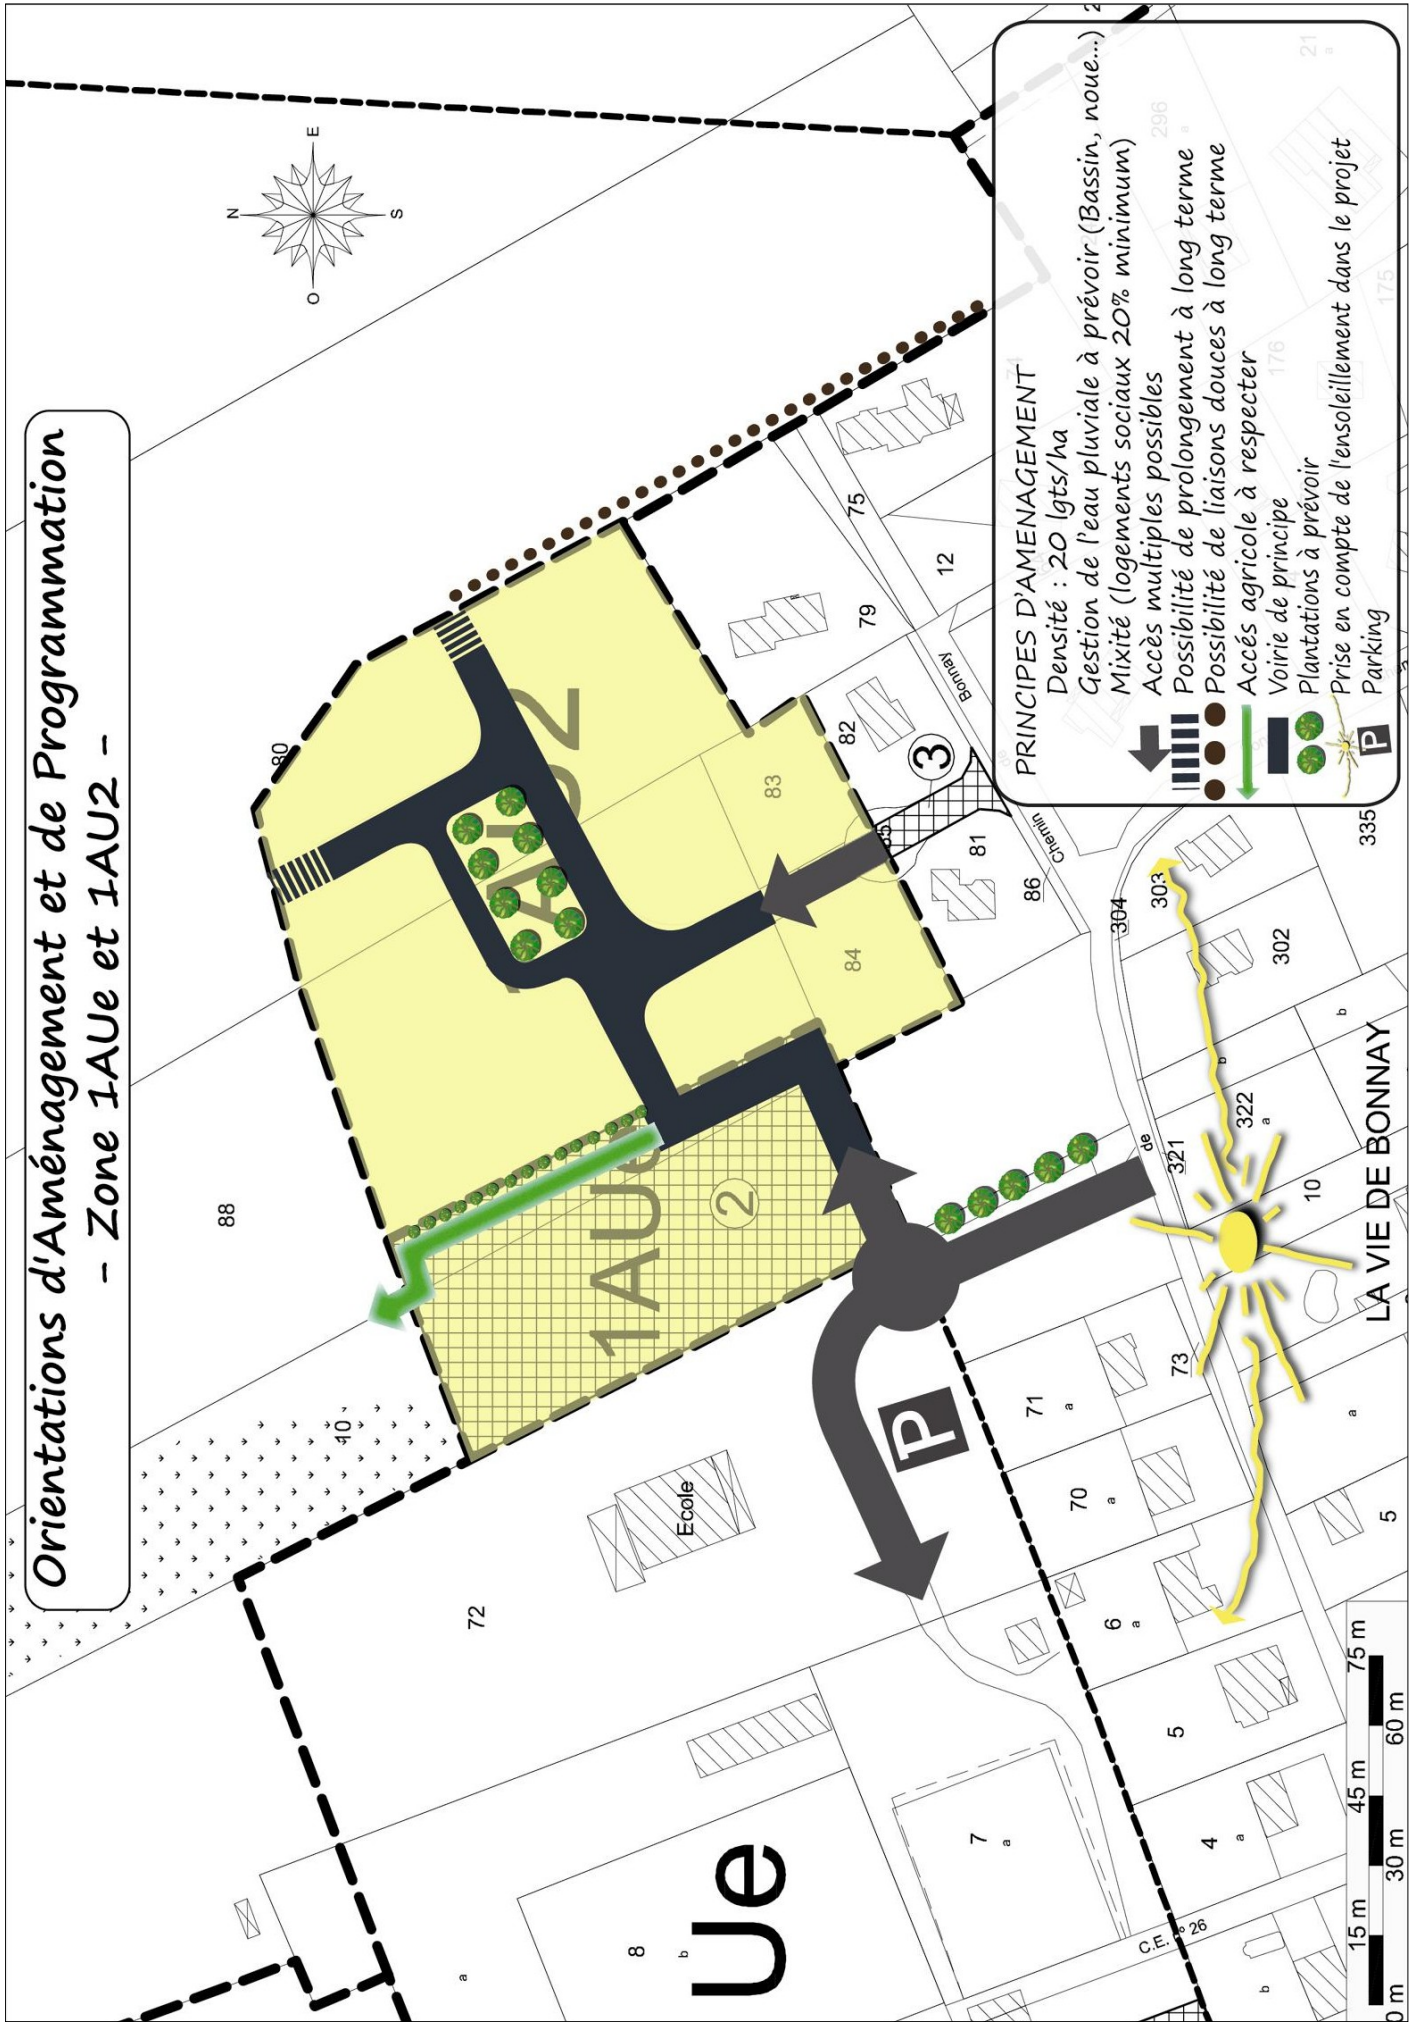 Orientations d'Aménagement et de Programmation
- Zone 1AUe et 1AU2 -
N
E
S
O
88
80
10
1AUe
2
72
Ecole
83
84
85
3
82
79
75
12
81
86
Chemin
de
Bonnay
P
71
a
70
a
6
a
5
4
a
b
73
321
304
303
302
322
a
b
b
10
a
5
335
LA VIE DE BONNAY
Ue
8
b
a
7
a
C.E. n° 26
PRINCIPES D'AMENAGEMENT
Densité : 20 lgts/ha
Gestion de l'eau pluviale à prévoir (Bassin, noue...)
Mixité (logements sociaux 20% minimum)
Accès multiples possibles
Possibilité de prolongement à long terme
Possibilité de liaisons douces à long terme
Accés agricole à respecter
Voirie de principe
Plantations à prévoir
Prise en compte de l'ensoleillement dans le projet
P Parking
21
a
296
a
74
176
175
0 m
15 m
30 m
45 m
60 m
75 m